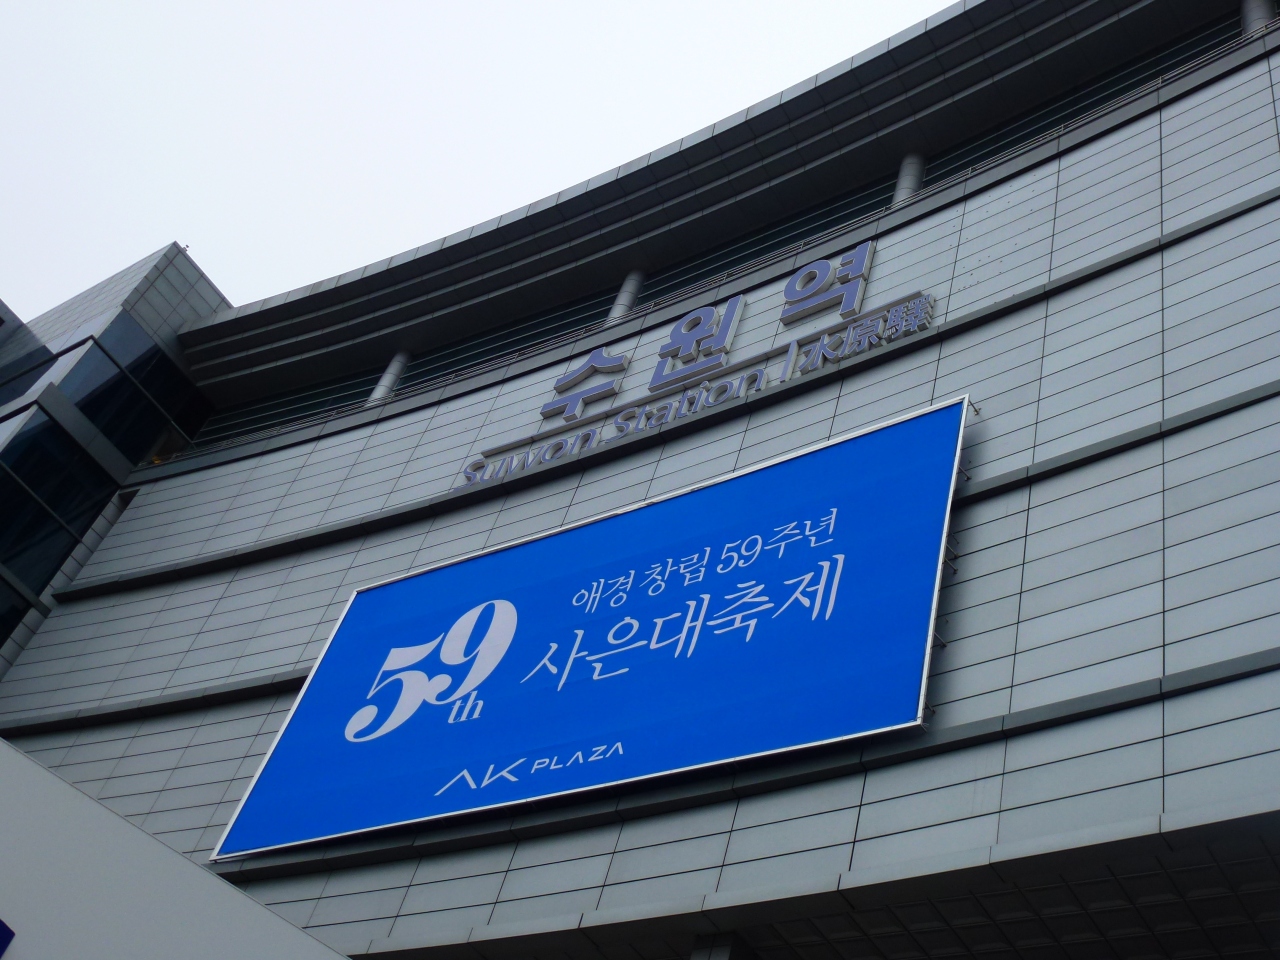 수원역
Suwon Station | 水原驛
애경 창립 59주년
59th 사은대축제
AK PLAZA